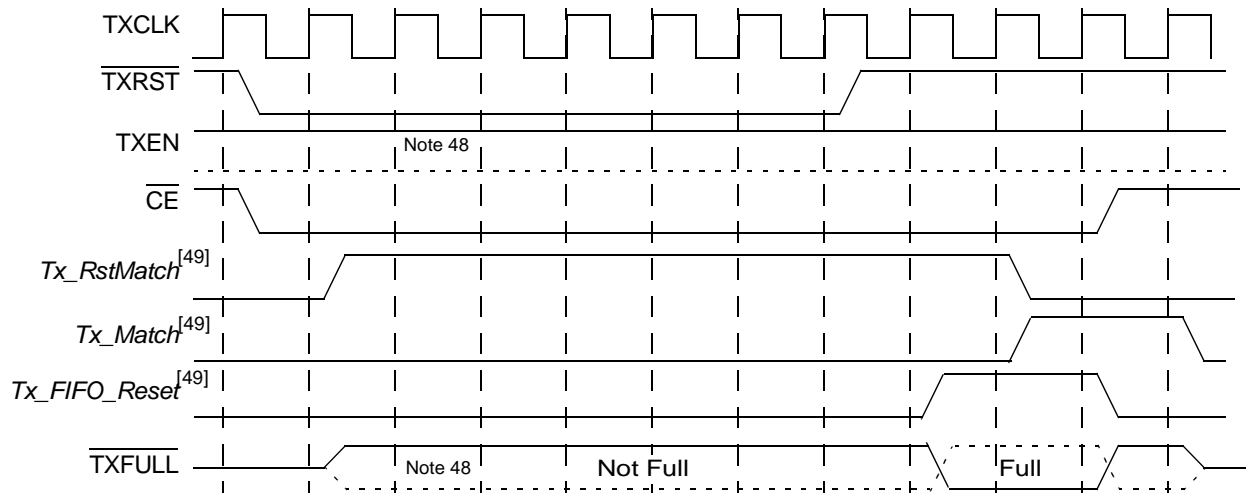 TXCLK
TXRST
TXEN
Note 48
CE
Tx_RstMatch[49]
Tx_Match[49]
Tx_FIFO_Reset[49]
TXFULL
Note 48
Not Full
Full